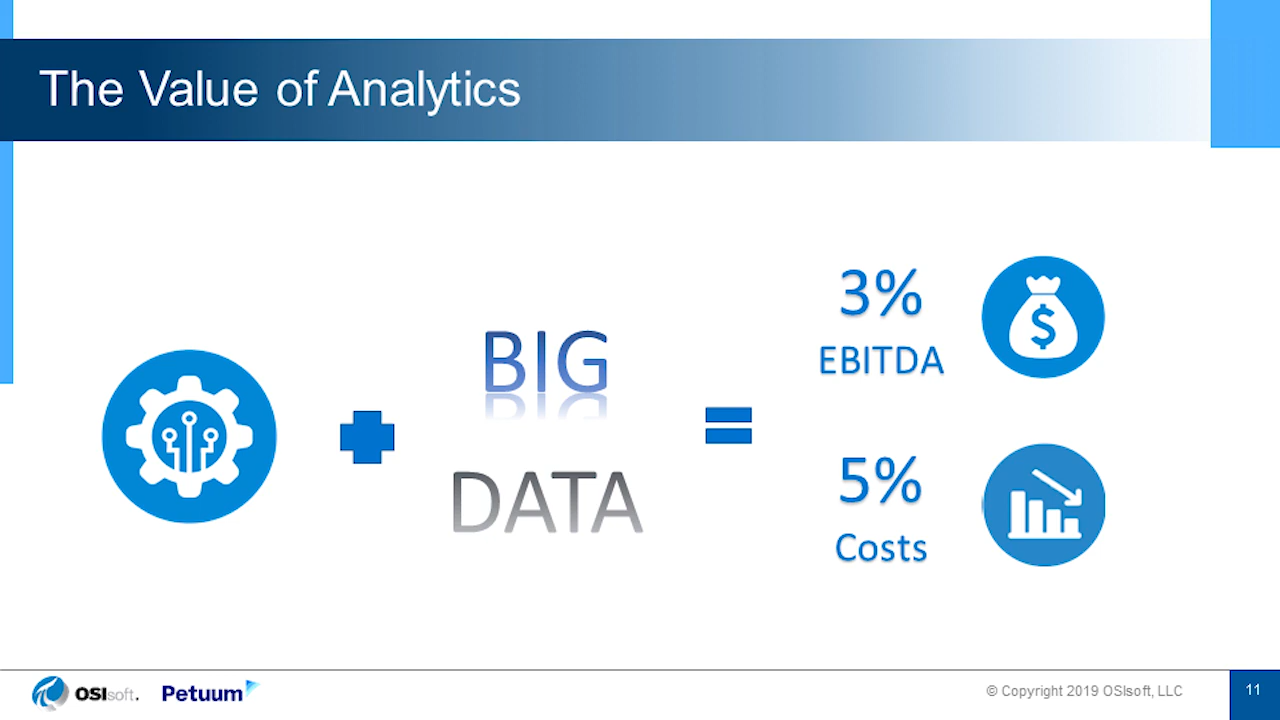 The Value of Analytics
BIG
DATA
3%
EBITDA
5%
Costs
OSIsoft.
Petuum
© Copyright 2019 OSIsoft, LLC
11